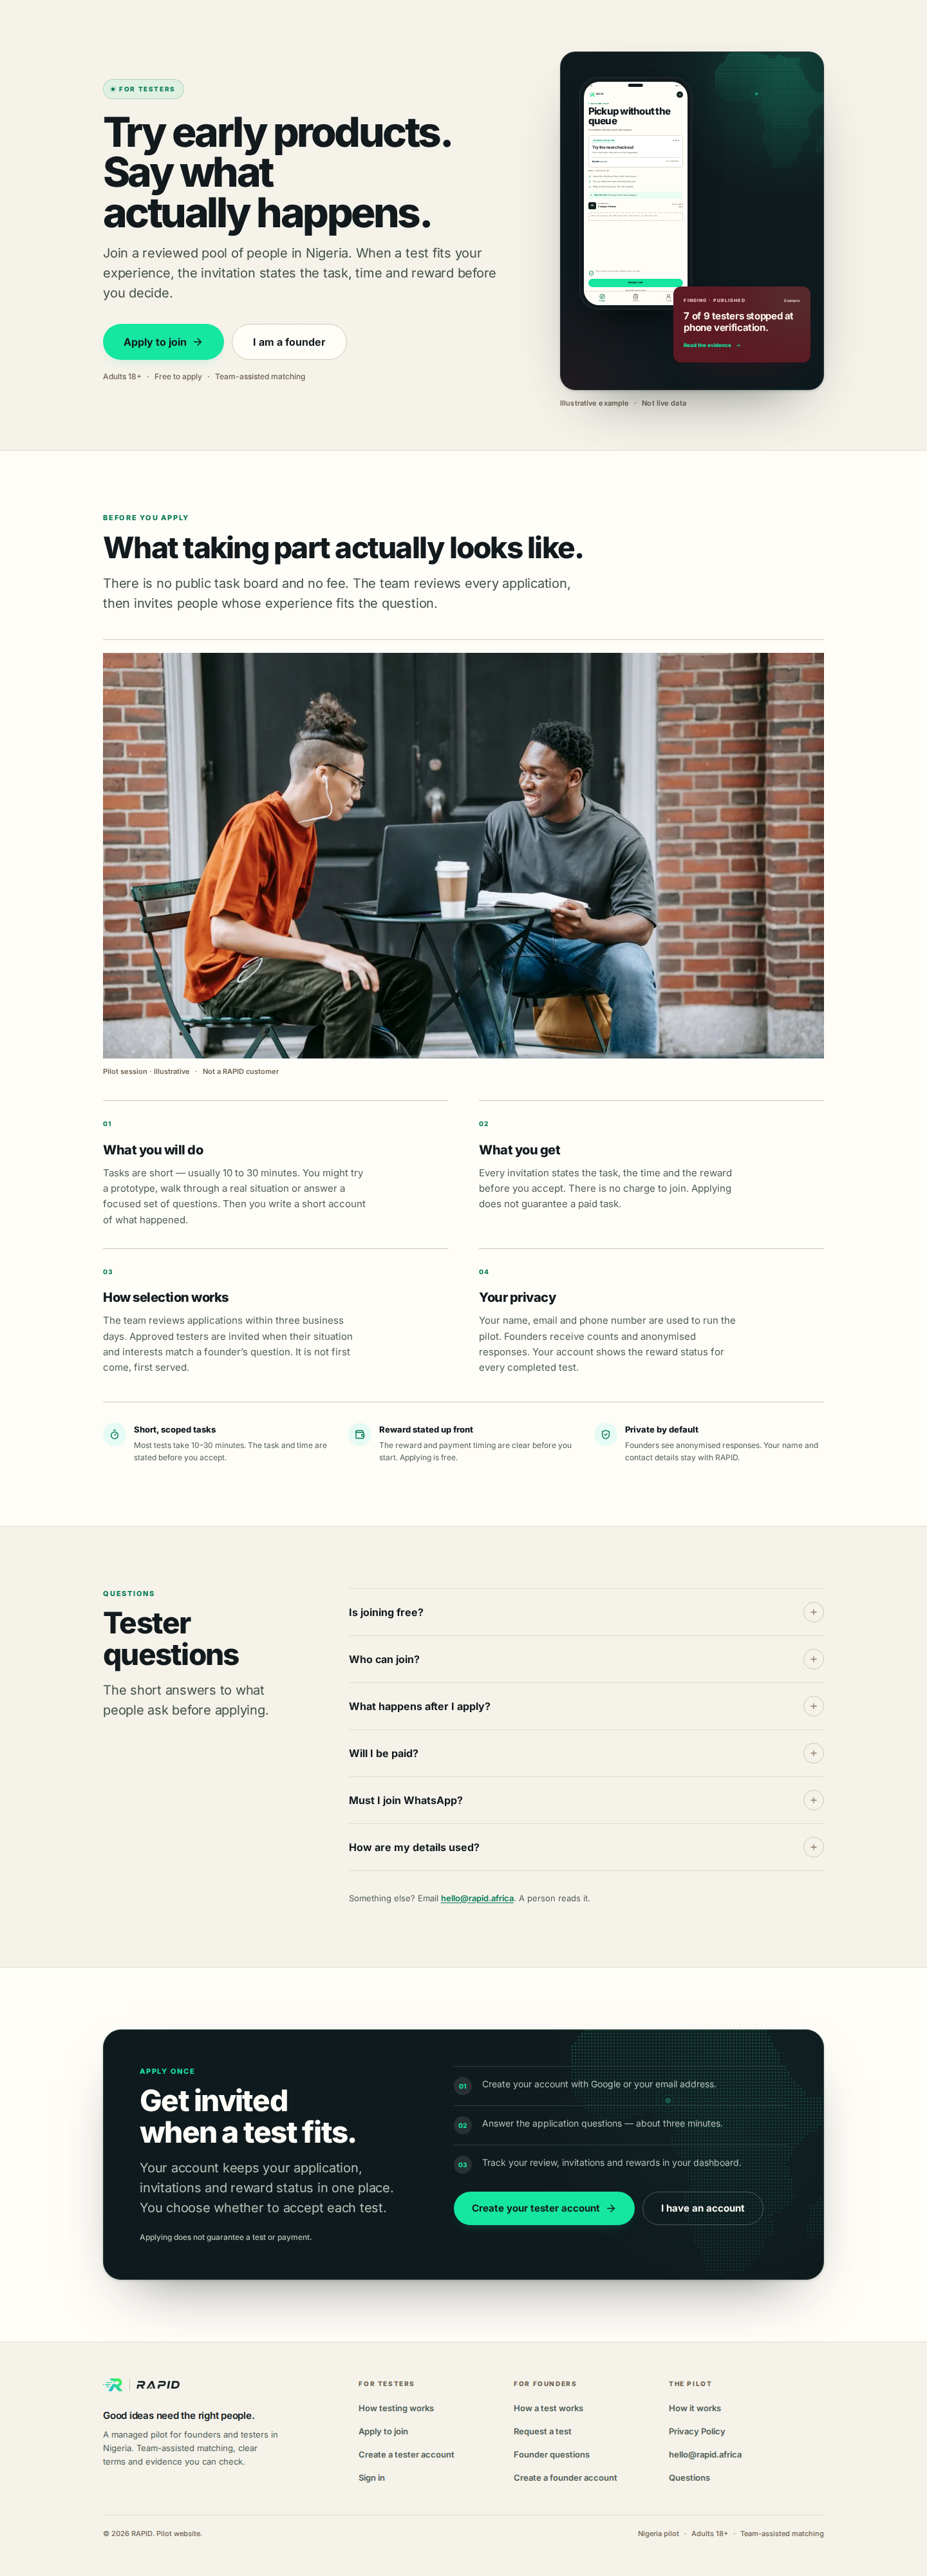 FOR TESTERS
Try early products.
Say what
actually happens.
Join a reviewed pool of people in Nigeria. When a test fits your
experience, the invitation states the task, time and reward before
you decide.
Apply to join →
I am a founder
Adults 18+ · Free to apply · Team-assisted matching
Pickup without the
queue
Try the new checkout
FINDING · PUBLISHED
Example
7 of 9 testers stopped at
phone verification.
Read the evidence →
Illustrative example · Not live data
BEFORE YOU APPLY
What taking part actually looks like.
There is no public task board and no fee. The team reviews every application,
then invites people whose experience fits the question.
Pilot session · illustrative · Not a RAPID customer
01
What you will do
Tasks are short — usually 10 to 30 minutes. You might try
a prototype, walk through a real situation or answer a
focused set of questions. Then you write a short account
of what happened.
02
What you get
Every invitation states the task, the time and the reward
before you accept. There is no charge to join. Applying
does not guarantee a paid task.
03
How selection works
The team reviews applications within three business
days. Approved testers are invited when their situation
and interests match a founder's question. It is not first
come, first served.
04
Your privacy
Your name, email and phone number are used to run the
pilot. Founders receive counts and anonymised
responses. Your account shows the reward status for
every completed test.
Short, scoped tasks
Most tests take 10–30 minutes. The task and time are
stated before you accept.
Reward stated up front
The reward and payment timing are clear before you
start. Applying is free.
Private by default
Founders see anonymised responses. Your name and
contact details stay with RAPID.
QUESTIONS
Tester
questions
The short answers to what
people ask before applying.
Is joining free?
Who can join?
What happens after I apply?
Will I be paid?
Must I join WhatsApp?
How are my details used?
Something else? Email hello@rapid.africa. A person reads it.
APPLY ONCE
Get invited
when a test fits.
Your account keeps your application,
invitations and reward status in one place.
You choose whether to accept each test.
Applying does not guarantee a test or payment.
01 Create your account with Google or your email address.
02 Answer the application questions — about three minutes.
03 Track your review, invitations and rewards in your dashboard.
Create your tester account →
I have an account
RAPID
Good ideas need the right people.
A managed pilot for founders and testers in
Nigeria. Team-assisted matching, clear
terms and evidence you can check.
FOR TESTERS
How testing works
Apply to join
Create a tester account
Sign in
FOR FOUNDERS
How a test works
Request a test
Founder questions
Create a founder account
THE PILOT
How it works
Privacy Policy
hello@rapid.africa
Questions
© 2026 RAPID. Pilot website.
Nigeria pilot · Adults 18+ · Team-assisted matching